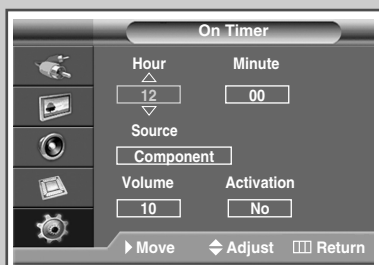 On Timer
Hour Minute
12 00
Source
Component
Volume Activation
10 No
Move Adjust Return